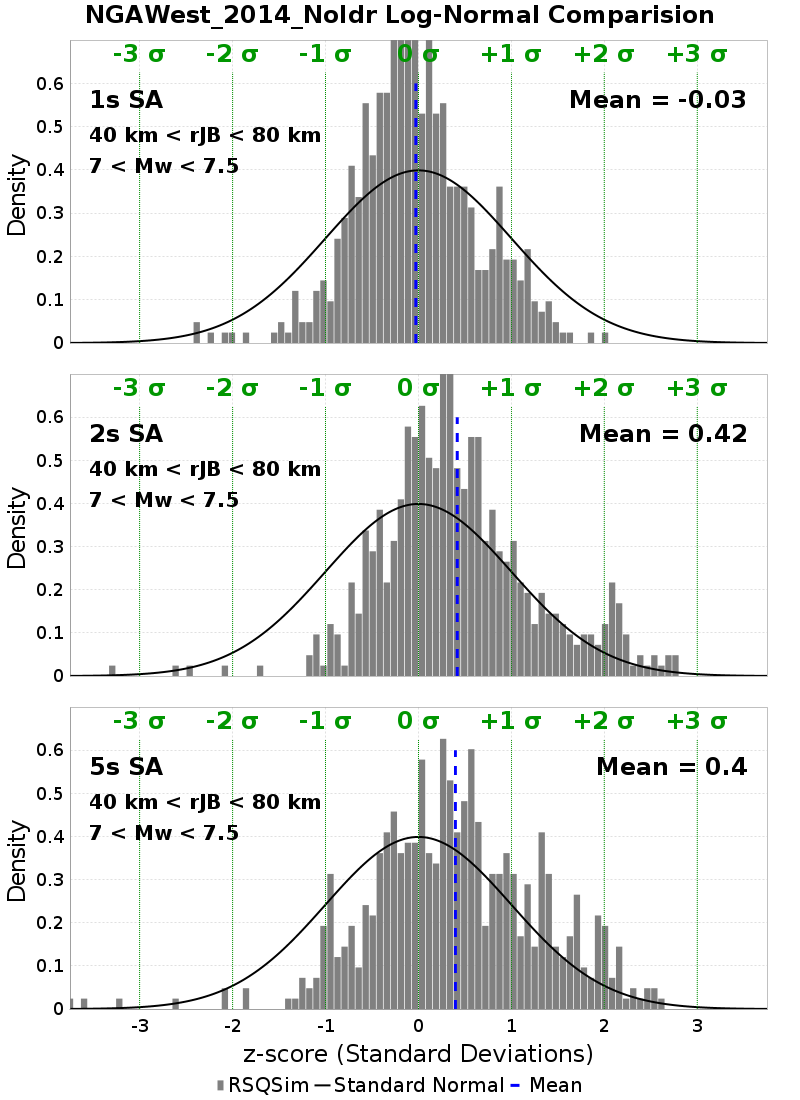 NGAWest_2014_NoIdr Log-Normal Comparision
-3 σ -2 σ -1 σ 0 σ +1 σ +2 σ +3 σ
1s SA Mean = -0.03
40 km < rJB < 80 km
7 < Mw < 7.5
Density
0.6
0.5
0.4
0.3
0.2
0.1
0
-3 σ -2 σ -1 σ 0 σ +1 σ +2 σ +3 σ
2s SA Mean = 0.42
40 km < rJB < 80 km
7 < Mw < 7.5
Density
0.6
0.5
0.4
0.3
0.2
0.1
0
-3 σ -2 σ -1 σ 0 σ +1 σ +2 σ +3 σ
5s SA Mean = 0.4
40 km < rJB < 80 km
7 < Mw < 7.5
Density
0.6
0.5
0.4
0.3
0.2
0.1
0
-3 -2 -1 0 1 2 3
z-score (Standard Deviations)
RSQSim Standard Normal Mean